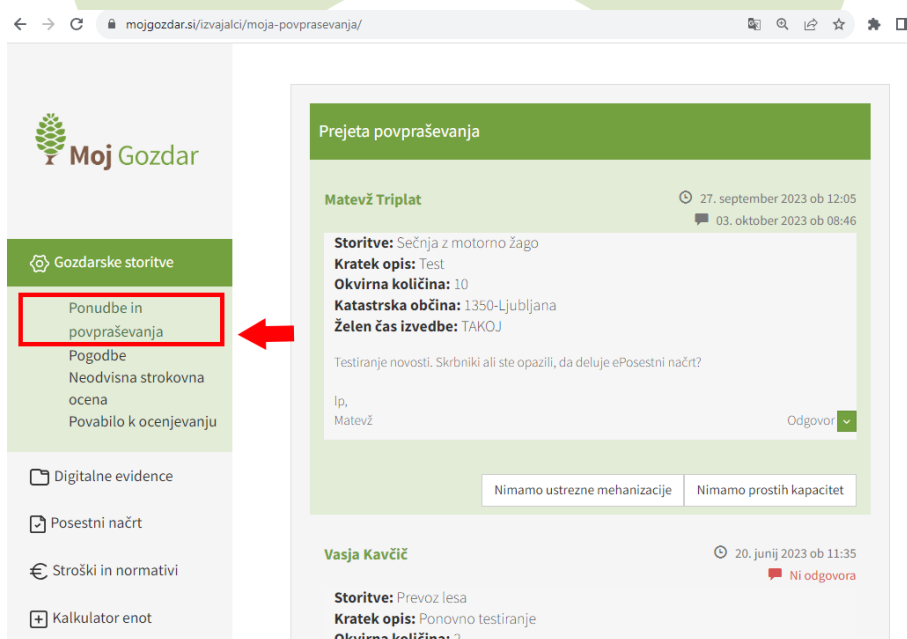 mojgozdar.si/izvajalci/moja-povprasevanja/
Moj Gozdar
Gozdarske storitve
Ponudbe in
povpraševanja
Pogodbe
Neodvisna strokovna
ocena
Povabilo k ocenjevanju
Digitalne evidence
Posestni načrt
Stroški in normativi
Kalkulator enot
Prejeta povpraševanja
Matevž Triplat
27. september 2023 ob 12:05
03. oktober 2023 ob 08:46
Storitve: Sečnja z motorno žago
Kratek opis: Test
Okvirna količina: 10
Katastrska občina: 1350-Ljubljana
Želen čas izvedbe: TAKOJ
Testiranje novosti. Skrbniki ali ste opazili, da deluje ePosestni načrt?
lp,
Matevž
Odgovor
Nimamo ustrezne mehanizacije
Nimamo prostih kapacitet
Vasja Kavčič
20. junij 2023 ob 11:35
Ni odgovora
Storitve: Prevoz lesa
Kratek opis: Ponovno testiranje
Okvirna količina: 2